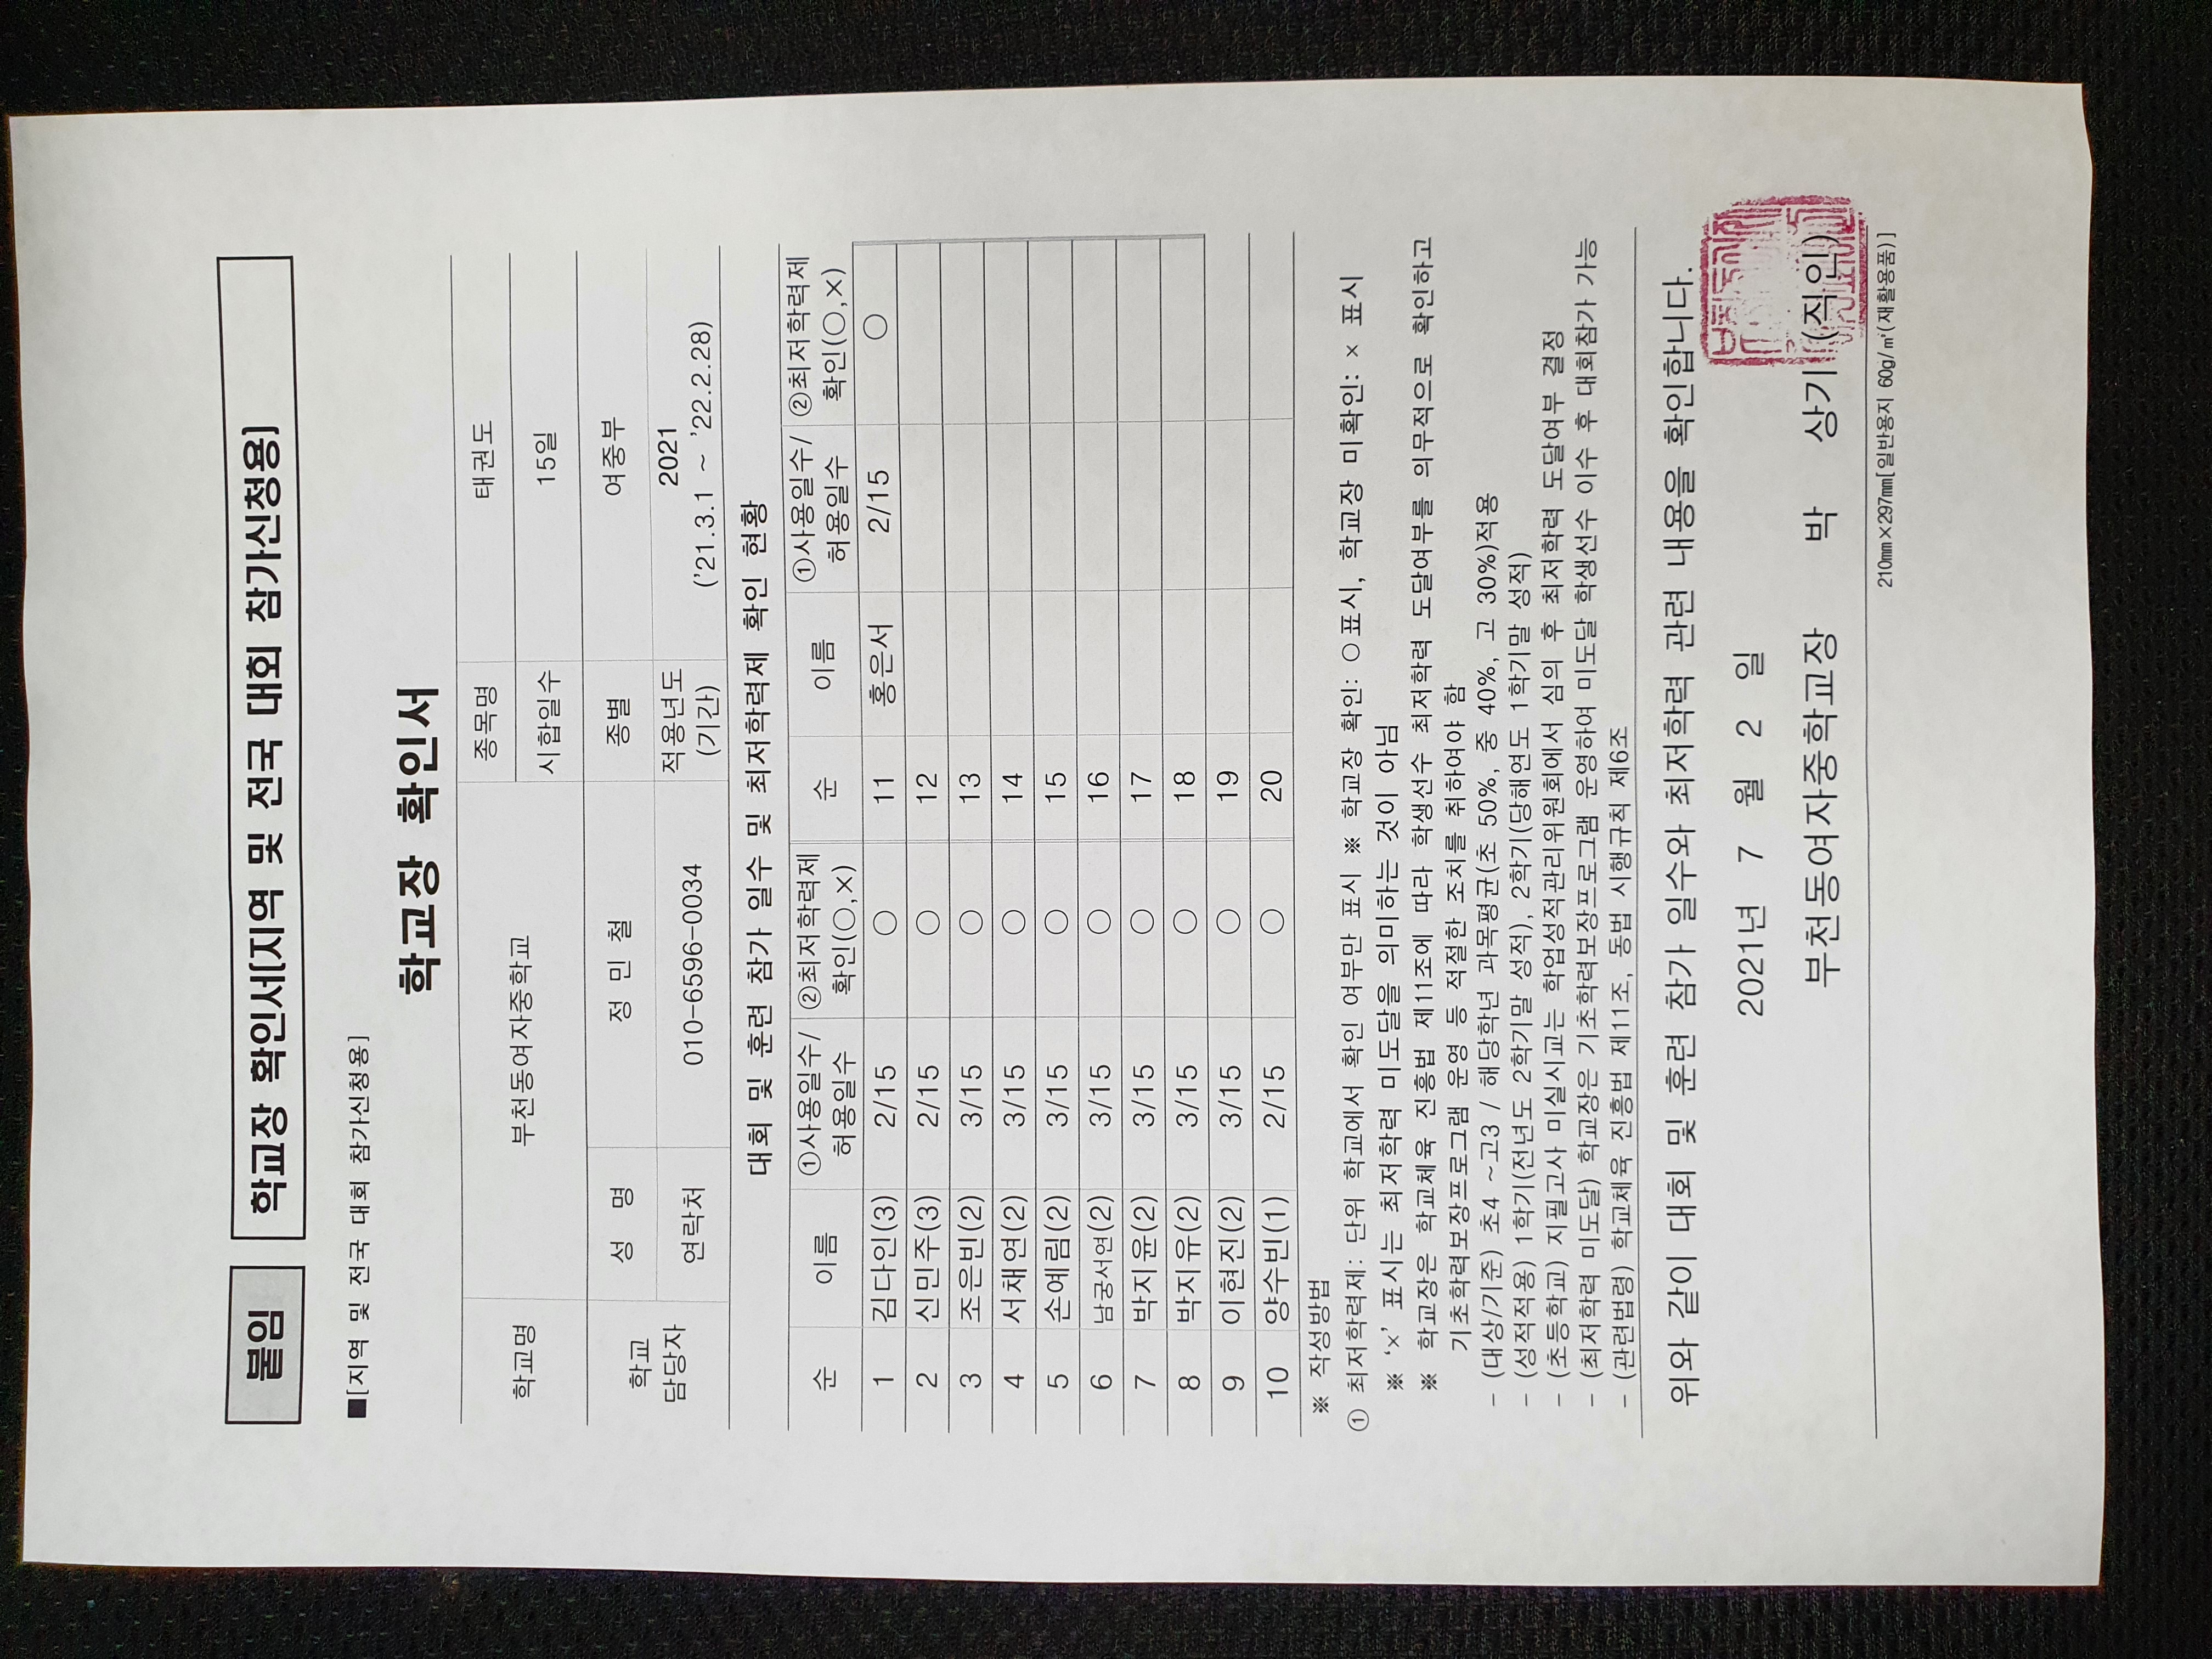 붙임 학교장 확인서[지역 및 전국 대회 참가신청용]
■[지역 및 전국 대회 참가신청용]
학교장 확인서
학교명 부천동여자중학교 종목명 태권도
시합일수 15일
학교 담당자 성 명 정 민 철 종별 여중부
연락처 010-6596-0034 적용년도 (기간) 2021 ('21.3.1 ~ '22.2.28)
대회 및 훈련 참가 일수 및 최저학력제 확인 현황
순 이름 ①사용일수/허용일수 ②최저학력제 확인(○,×) 순 이름 ①사용일수/허용일수 ②최저학력제 확인(○,×)
1 김다인(3) 2/15 ○ 11 홍은서 2/15 ○
2 신민주(3) 2/15 ○ 12
3 조은빈(2) 3/15 ○ 13
4 서채연(2) 3/15 ○ 14
5 손예림(2) 3/15 ○ 15
6 남궁서연(2) 3/15 ○ 16
7 박지윤(2) 3/15 ○ 17
8 박지유(2) 3/15 ○ 18
9 이현진(2) 3/15 ○ 19
10 양수빈(1) 2/15 ○ 20
※ 작성방법
① 최저학력제: 단위 학교에서 확인 여부만 표시 ※ 학교장 확인: ○표시, 학교장 미확인: × 표시
※ '×' 표시는 최저학력 미도달을 의미하는 것이 아님
※ 학교장은 학교체육 진흥법 제11조에 따라 학생선수 최저학력 도달여부를 의무적으로 확인하고
기초학력보장프로그램 운영 등 적절한 조치를 취하여야 함
- (대상/기준) 초4 ~고3 / 해당학년 과목평균(초 50%, 중 40%, 고 30%)적용
- (성적적용) 1학기(전년도 2학기말 성적), 2학기(당해연도 1학기말 성적)
- (초등학교) 지필고사 미실시교는 학업성적관리위원회에서 심의 후 최저학력 도달여부 결정
- (최저학력 미도달) 학교장은 기초학력보장프로그램 운영하여 미도달 학생선수 이수 후 대회참가 가능
- (관련법령) 학교체육 진흥법 제11조, 동법 시행규칙 제6조
위와 같이 대회 및 훈련 참가 일수와 최저학력 관련 내용을 확인합니다.
2021년 7 월 2 일
부천동여자중학교장 박 상기 (직인)
210㎜×297㎜[일반용지 60g/㎡(재활용품)]